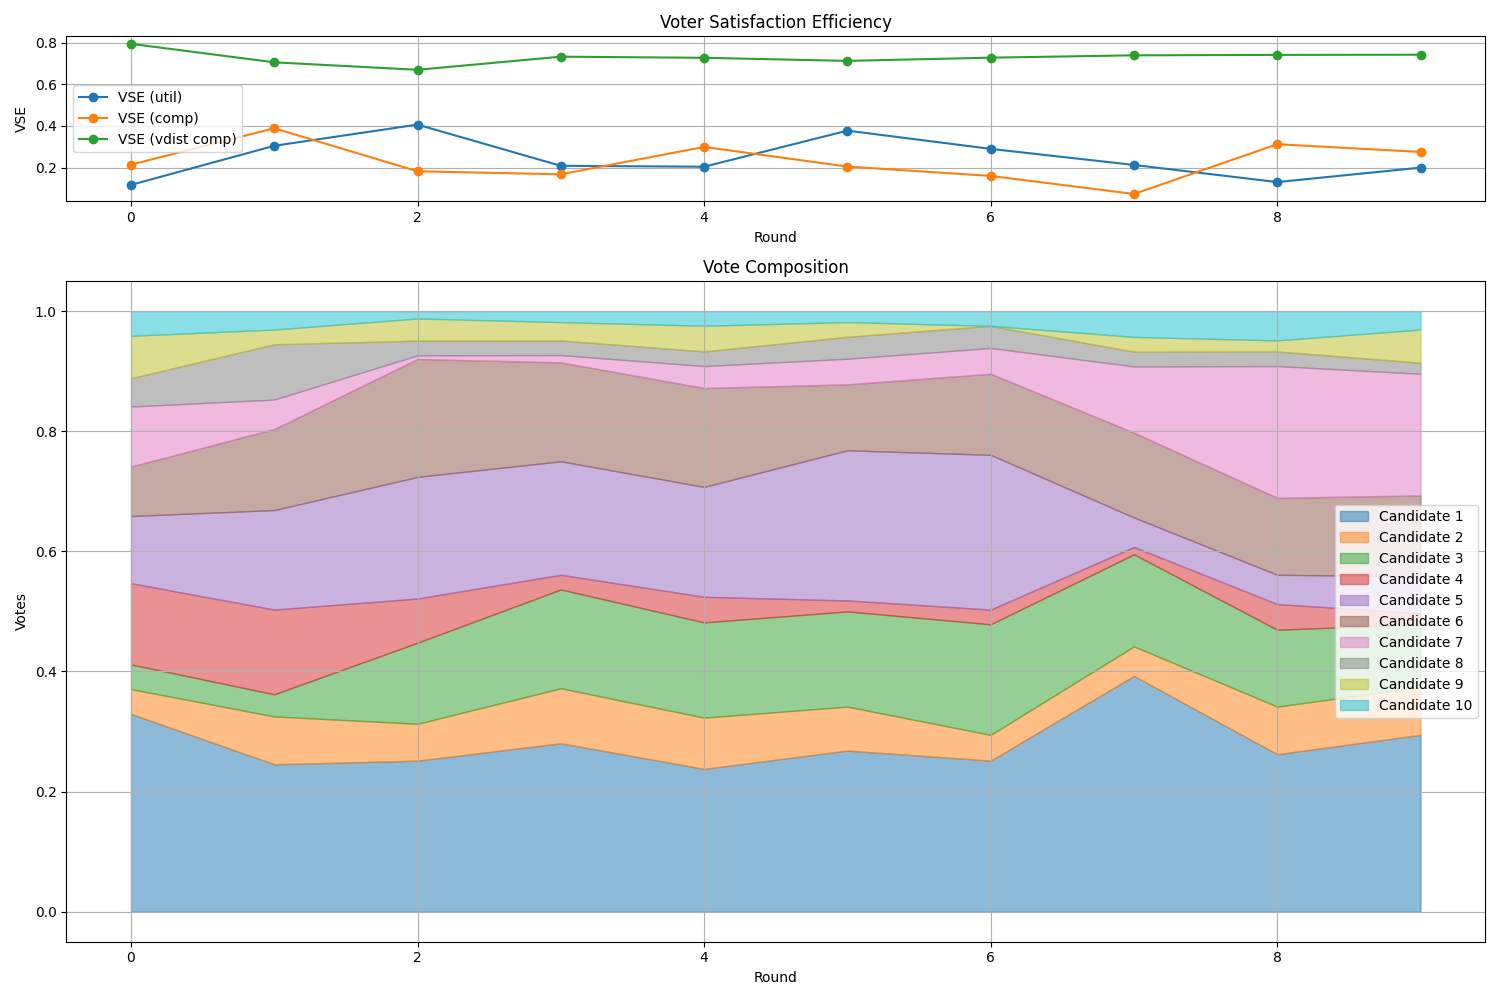 Voter Satisfaction Efficiency
0.8
0.6
0.4
0.2
VSE
VSE (util)
VSE (comp)
VSE (vdist comp)
0 2 4 6 8
Round
Vote Composition
1.0
0.8
0.6
0.4
0.2
0.0
Votes
Candidate 1
Candidate 2
Candidate 3
Candidate 4
Candidate 5
Candidate 6
Candidate 7
Candidate 8
Candidate 9
Candidate 10
0 2 4 6 8
Round